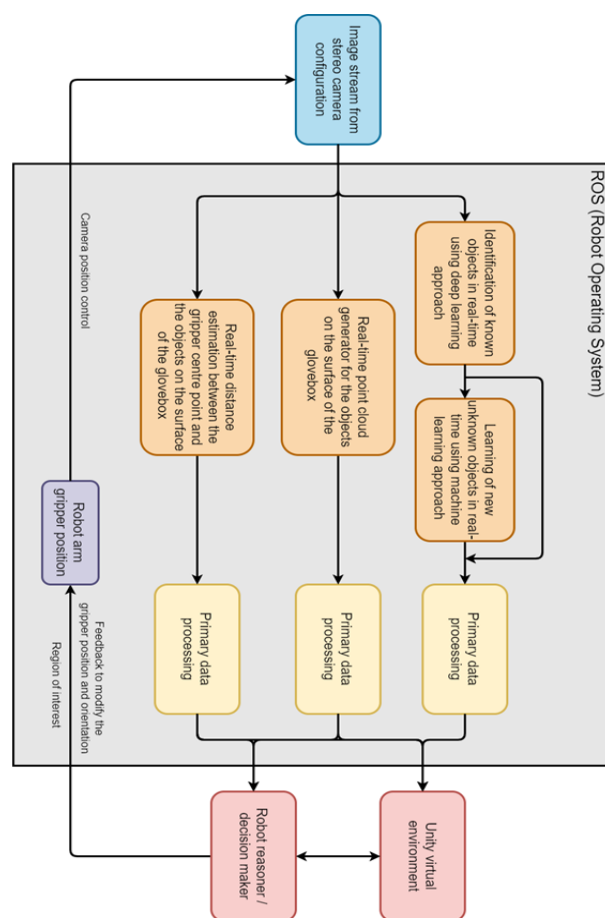 ROS (Robot Operating System)
Image stream from
stereo camera
configuration
Identification of known
objects in real-time
using deep learning
approach
Learning of new
unknown objects in real-
time using machine
learning approach
Primary data
processing
Unity virtual
environment
Real-time point cloud
generator for the objects
on the surface of the
glovebox
Primary data
processing
Real-time distance
estimation between the
gripper centre point and
the objects on the surface
of the glovebox
Primary data
processing
Robot reasoner /
decision maker
Camera position control
Robot arm
gripper position
Feedback to modify the
gripper position and orientation
Region of interest